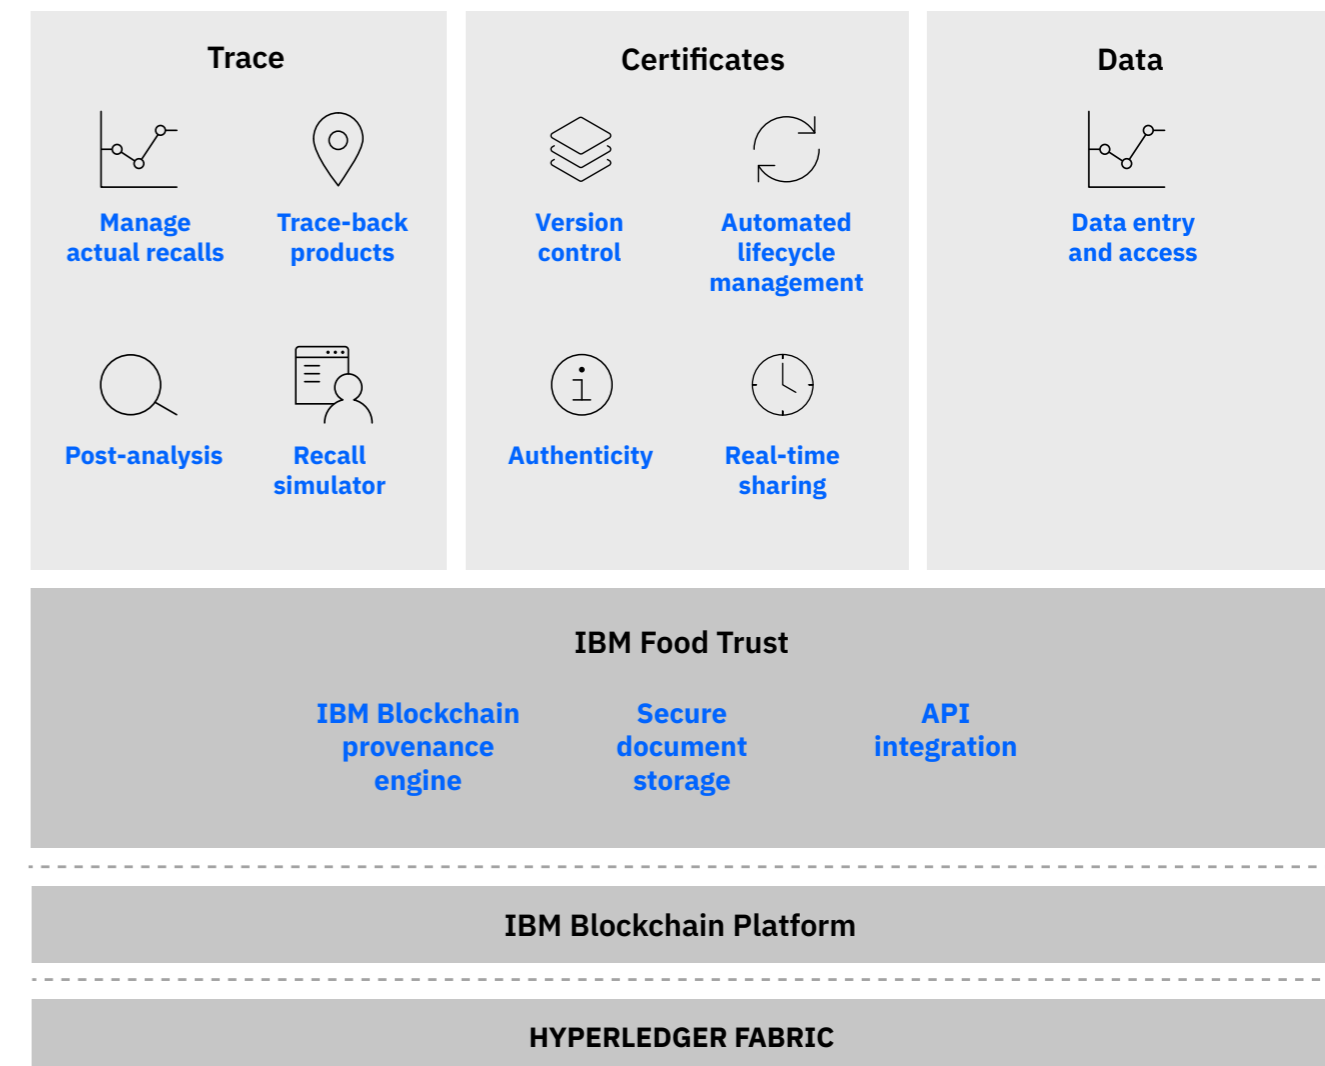 Trace
Manage
actual recalls
Trace-back
products
Post-analysis
Recall
simulator
Certificates
Version
control
Automated
lifecycle
management
Authenticity
Real-time
sharing
Data
Data entry
and access
IBM Food Trust
IBM Blockchain
provenance
engine
Secure
document
storage
API
integration
IBM Blockchain Platform
HYPERLEDGER FABRIC